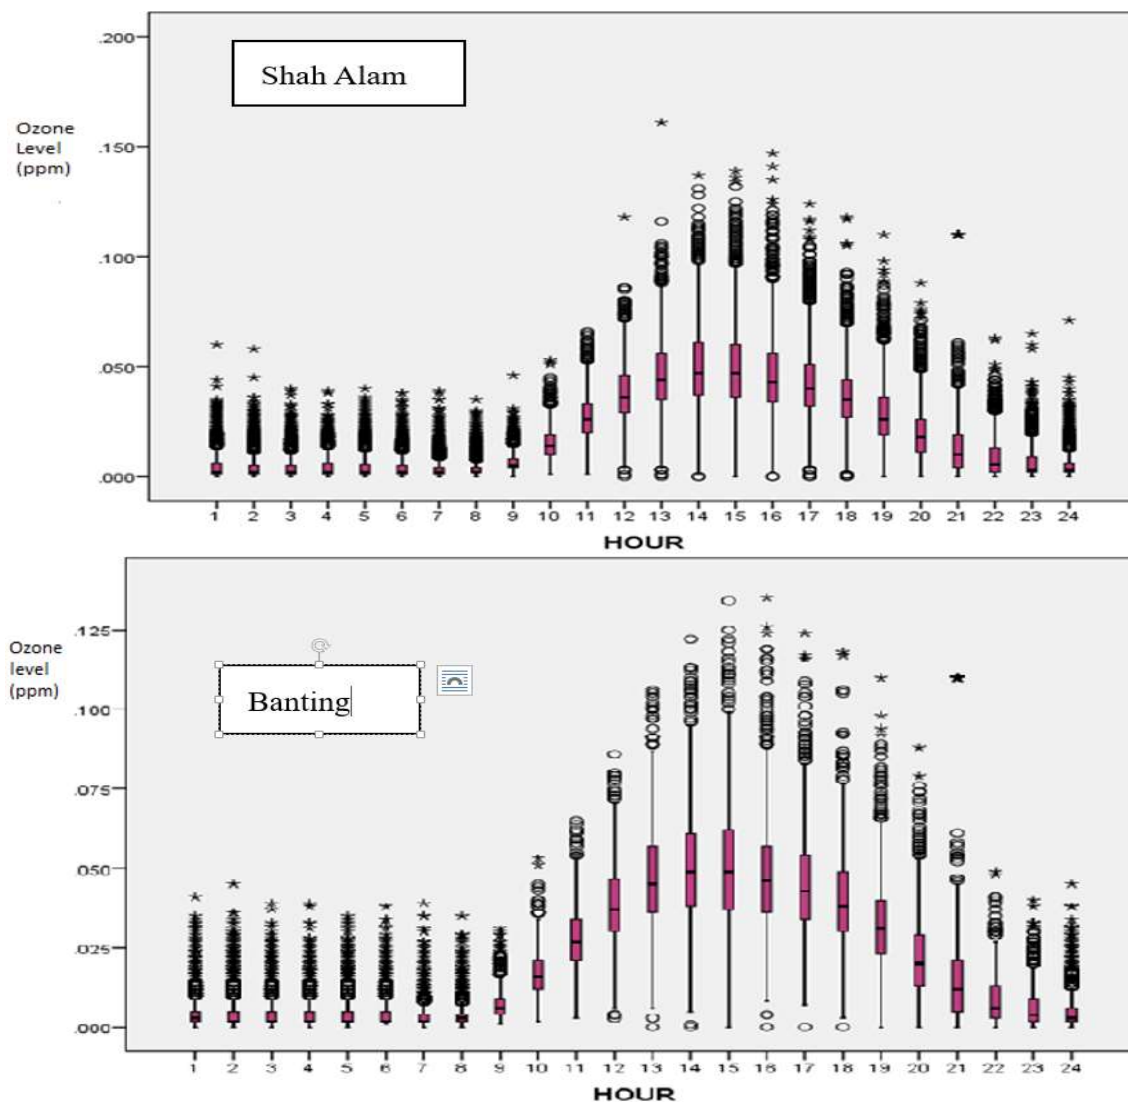 .200
Shah Alam
Ozone
Level
(ppm)
.150
.100
.050
.000
1 2 3 4 5 6 7 8 9 10 11 12 13 14 15 16 17 18 19 20 21 22 23 24
HOUR
Ozone
level
(ppm)
.125
Banting
.100
.075
.050
.025
.000
1 2 3 4 5 6 7 8 9 10 11 12 13 14 15 16 17 18 19 20 21 22 23 24
HOUR